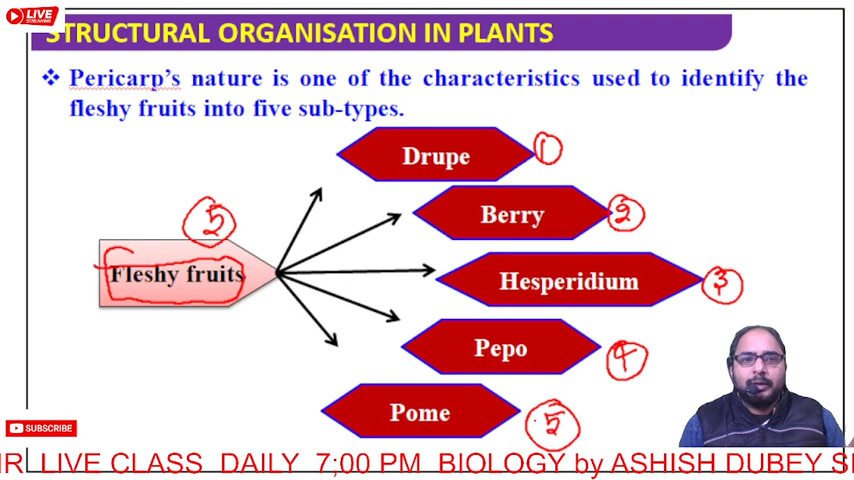 LIVE
STREAMING
STRUCTURAL ORGANISATION IN PLANTS
❖ Pericarp's nature is one of the characteristics used to identify the
fleshy fruits into five sub-types.
Drupe 1
5
Berry 2
Fleshy fruits
Hesperidium 3
Pepo 4
Pome 5
SUBSCRIBE
IR LIVE CLASS DAILY 7;00 PM BIOLOGY by ASHISH DUBEY S